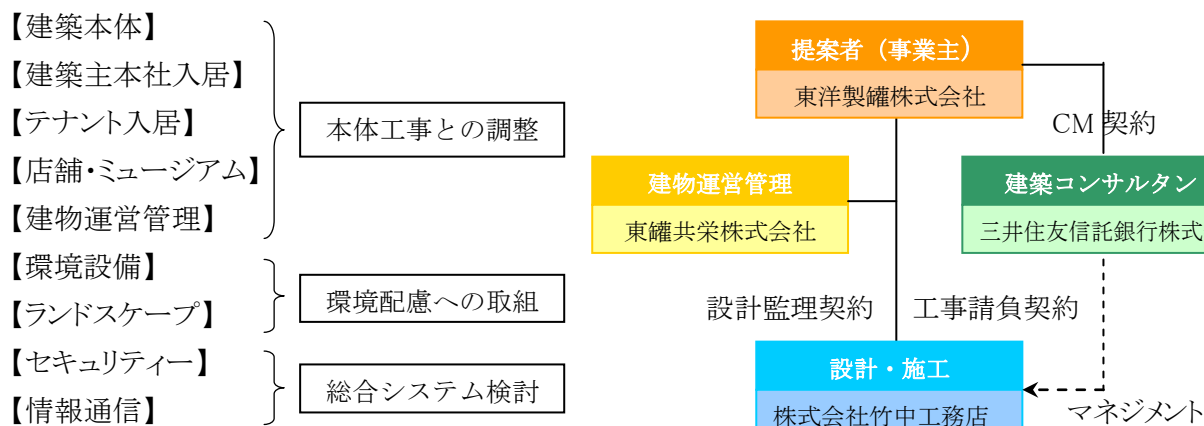 【建築本体】
【建築主本社入居】
【テナント入居】
【店舗・ミュージアム】
【建物運営管理】
【環境設備】
【ランドスケープ】
【セキュリティー】
【情報通信】
本体工事との調整
環境配慮への取組
総合システム検討
提案者（事業主）
東洋製罐株式会社
CM 契約
建物運営管理
東罐共栄株式会社
建築コンサルタン
三井住友信託銀行株式
設計監理契約
工事請負契約
設計・施工
株式会社竹中工務店
マネジメント